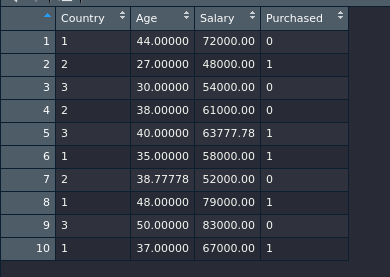 Country Age Salary Purchased
1 1 44.00000 72000.00 0
2 2 27.00000 48000.00 1
3 3 30.00000 54000.00 0
4 2 38.00000 61000.00 0
5 3 40.00000 63777.78 1
6 1 35.00000 58000.00 1
7 2 38.77778 52000.00 0
8 1 48.00000 79000.00 1
9 3 50.00000 83000.00 0
10 1 37.00000 67000.00 1